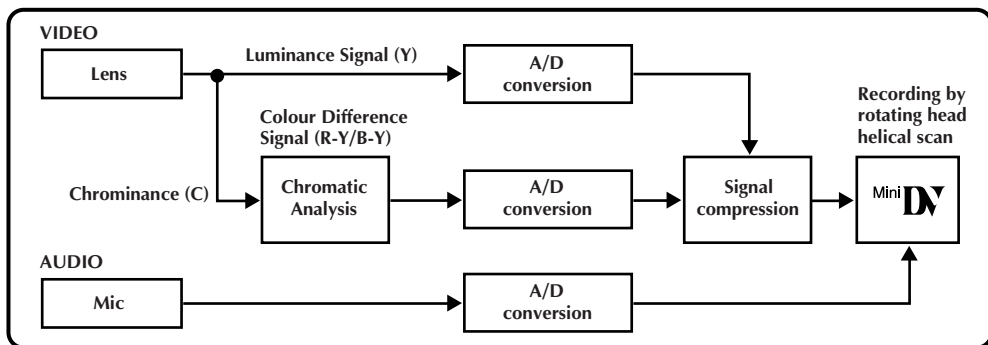 VIDEO
Lens
Luminance Signal (Y)
A/D
conversion
Colour Difference
Signal (R-Y/B-Y)
Chrominance (C)
Chromatic
Analysis
A/D
conversion
Signal
compression
Recording by
rotating head
helical scan
Mini DV
AUDIO
Mic
A/D
conversion